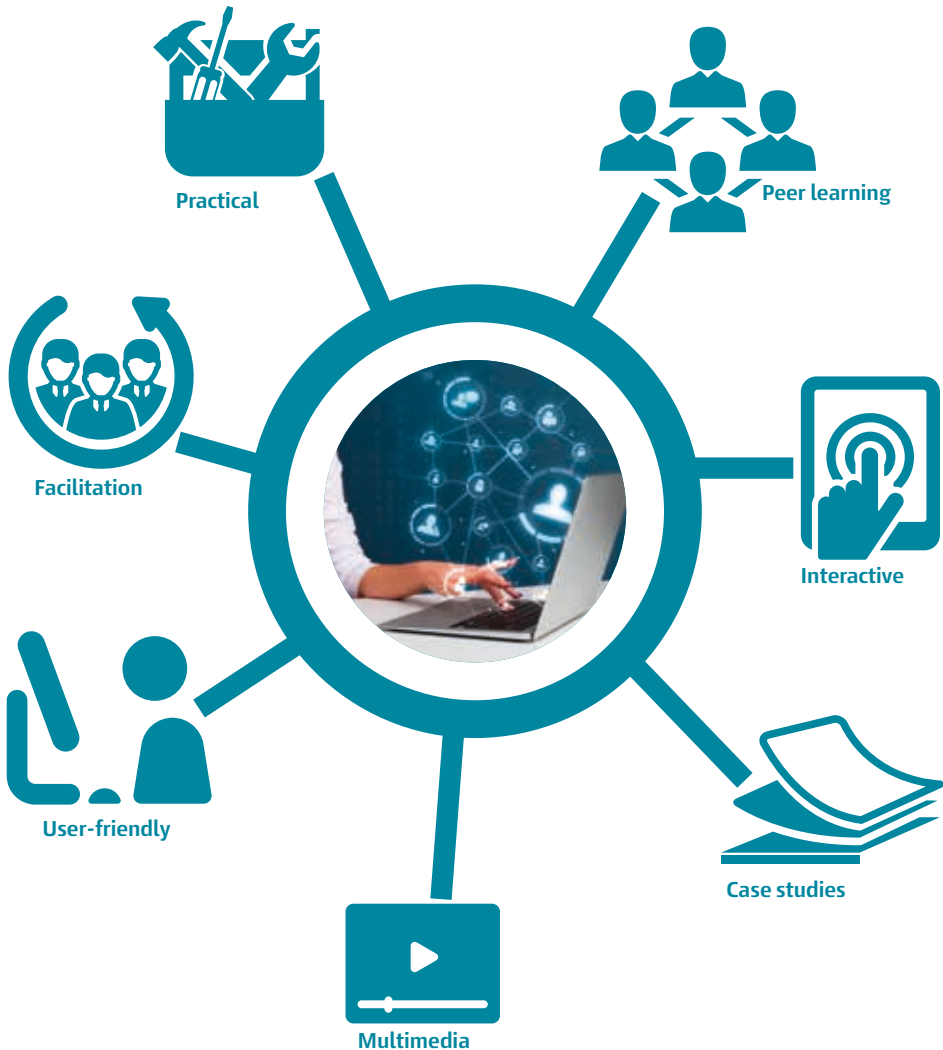 Practical
Peer learning
Facilitation
Interactive
User-friendly
Case studies
Multimedia